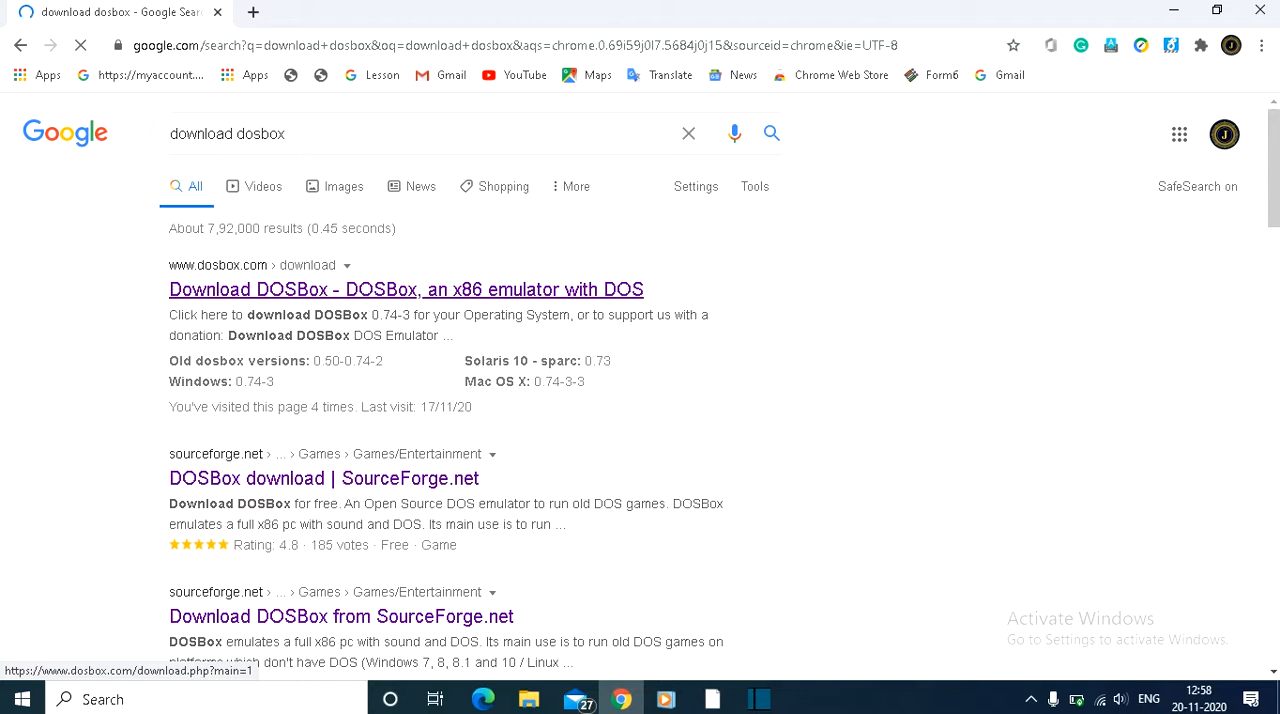 download dosbox - Google Sear
google.com/search?q=download+dosbox&oq=download+dosbox&aqs=chrome.0.69i59j0l7.5684j0j15&sourceid=chrome&ie=UTF-8
Apps https://myaccount.... Apps Lesson Gmail YouTube Maps Translate News Chrome Web Store Form6 Gmail
Google
download dosbox
J
All Videos Images News Shopping More Settings Tools SafeSearch on
About 7,92,000 results (0.45 seconds)
www.dosbox.com › download
Download DOSBox - DOSBox, an x86 emulator with DOS
Click here to download DOSBox 0.74-3 for your Operating System, or to support us with a
donation: Download DOSBox DOS Emulator ...
Old dosbox versions: 0.50-0.74-2 Solaris 10 - sparc: 0.73
Windows: 0.74-3 Mac OS X: 0.74-3-3
You've visited this page 4 times. Last visit: 17/11/20
sourceforge.net › ... › Games › Games/Entertainment
DOSBox download | SourceForge.net
Download DOSBox for free. An Open Source DOS emulator to run old DOS games. DOSBox
emulates a full x86 pc with sound and DOS. Its main use is to run ...
Rating: 4.8 · 185 votes · Free · Game
sourceforge.net › ... › Games › Games/Entertainment
Download DOSBox from SourceForge.net
DOSBox emulates a full x86 pc with sound and DOS. Its main use is to run old DOS games on
platforms which don't have DOS (Windows 7, 8, 8.1 and 10 / Linux ...
Activate Windows
Go to Settings to activate Windows.
https://www.dosbox.com/download.php?main=1
Search 27 ENG 12:58
20-11-2020